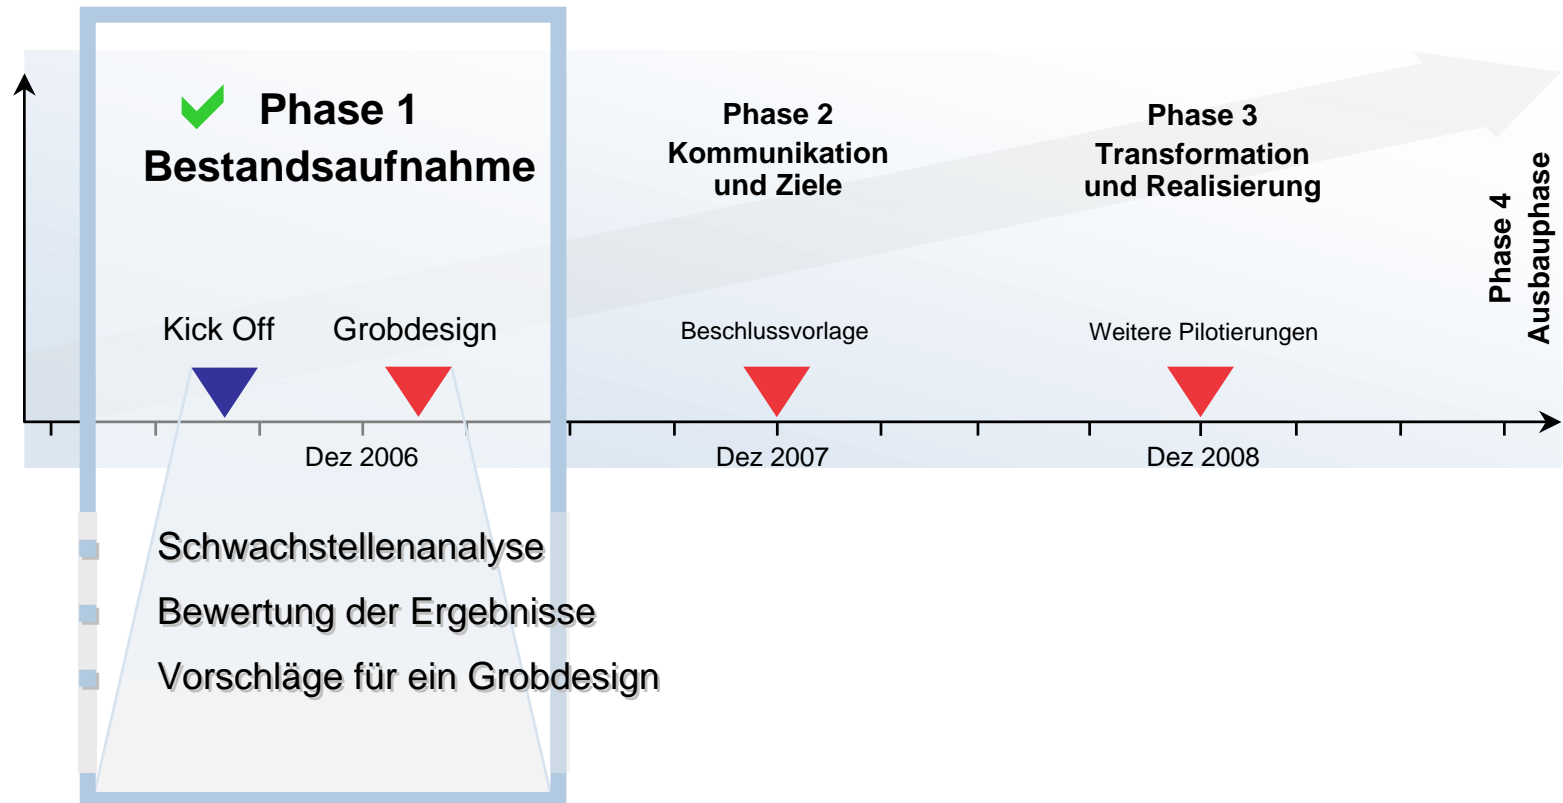 Phase 1
Bestandsaufnahme
Phase 2
Kommunikation
und Ziele
Phase 3
Transformation
und Realisierung
Phase 4
Ausbauphase
Kick Off
Grobdesign
Beschlussvorlage
Weitere Pilotierungen
Dez 2006
Dez 2007
Dez 2008
Schwachstellenanalyse
Bewertung der Ergebnisse
Vorschläge für ein Grobdesign